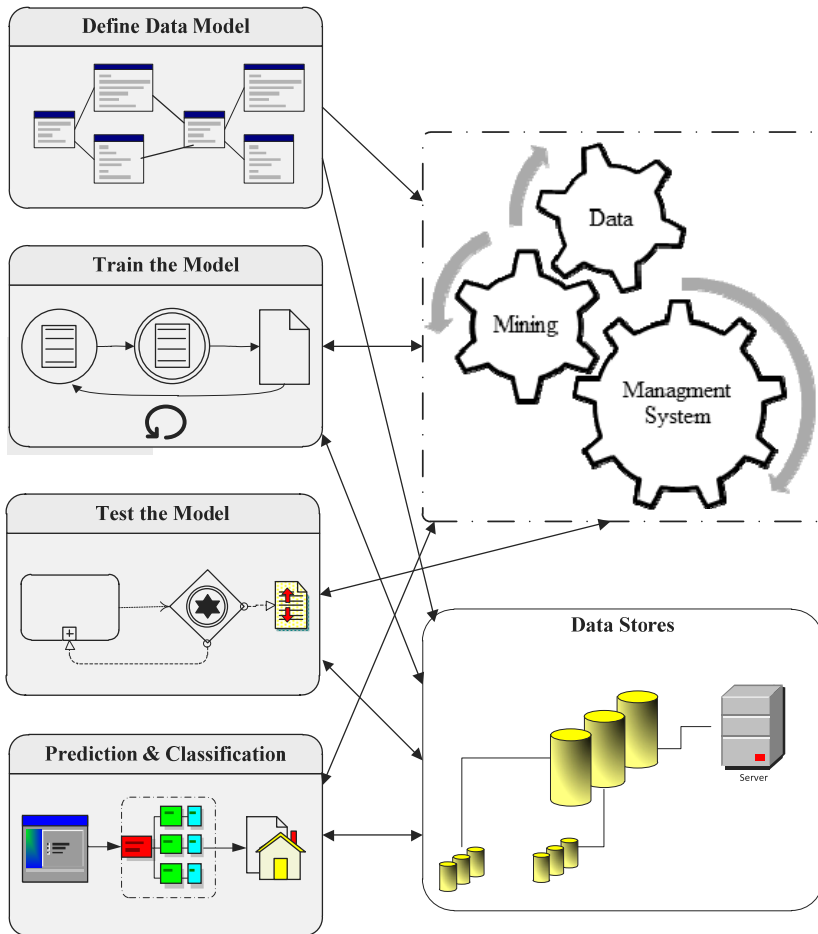 Define Data Model
Train the Model
Test the Model
Prediction & Classification
Data
Mining
Managment
System
Data Stores
Server